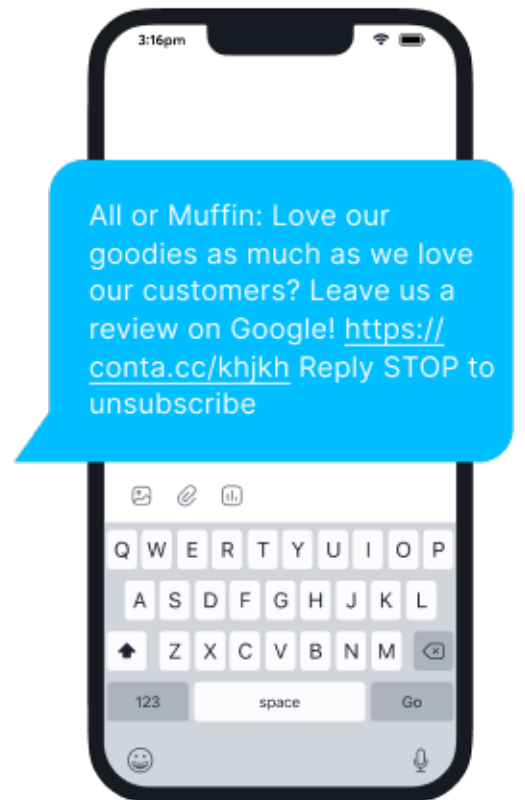 3:16pm
All or Muffin: Love our
goodies as much as we love
our customers? Leave us a
review on Google! https://
conta.cc/khjkh Reply STOP to
unsubscribe
Q W E R T Y U I O P
A S D F G H J K L
Z X C V B N M
123 space Go